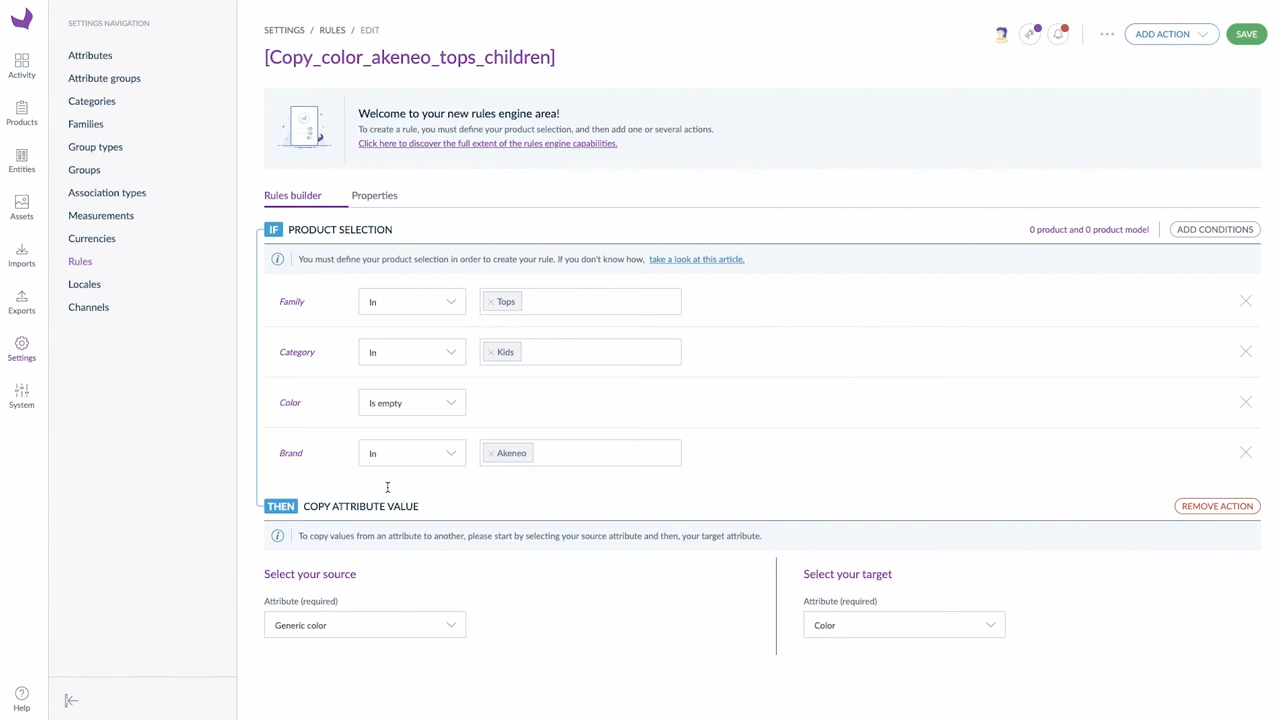 Activity
Products
Entities
Assets
Imports
Exports
Settings
System
Help
SETTINGS NAVIGATION
Attributes
Attribute groups
Categories
Families
Group types
Groups
Association types
Measurements
Currencies
Rules
Locales
Channels
SETTINGS / RULES / EDIT
ADD ACTION
SAVE
[Copy_color_akeneo_tops_children]
Welcome to your new rules engine area!
To create a rule, you must define your product selection, and then add one or several actions.
Click here to discover the full extent of the rules engine capabilities.
Rules builder Properties
IF PRODUCT SELECTION 0 product and 0 product model ADD CONDITIONS
You must define your product selection in order to create your rule. If you don't know how, take a look at this article.
Family In × Tops
Category In × Kids
Color Is empty
Brand In × Akeneo
THEN COPY ATTRIBUTE VALUE REMOVE ACTION
To copy values from an attribute to another, please start by selecting your source attribute and then, your target attribute.
Select your source
Attribute (required)
Generic color
Select your target
Attribute (required)
Color